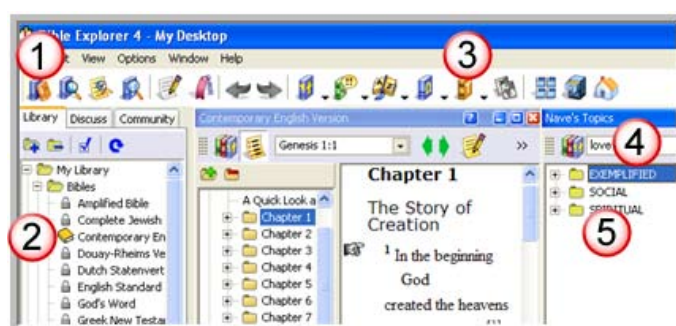 1
Bible Explorer 4 - My Desktop
View Options Window Help
3
Library Discuss Community
Contemporary English Version
Nave's Topics
Genesis 1:1
»
love
4
My Library
Bibles
Amplified Bible
Complete Jewish
2
Contemporary En
Douay-Rheims Ve
Dutch Statenvert
English Standard
God's Word
Greek New Testar
A Quick Look a
Chapter 1
Chapter 2
Chapter 3
Chapter 4
Chapter 5
Chapter 6
Chapter 7
Chapter 1
The Story of
Creation
1 In the beginning
God
created the heavens
EXEMPLIFIED
SOCIAL
SPIRITUAL
5